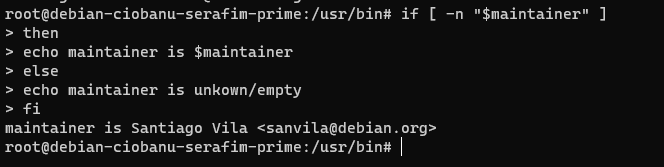 root@debian-ciobanu-serafim-prime:/usr/bin# if [ -n "$maintainer" ]
> then
> echo maintainer is $maintainer
> else
> echo maintainer is unkown/empty
> fi
maintainer is Santiago Vila <sanvila@debian.org>
root@debian-ciobanu-serafim-prime:/usr/bin#